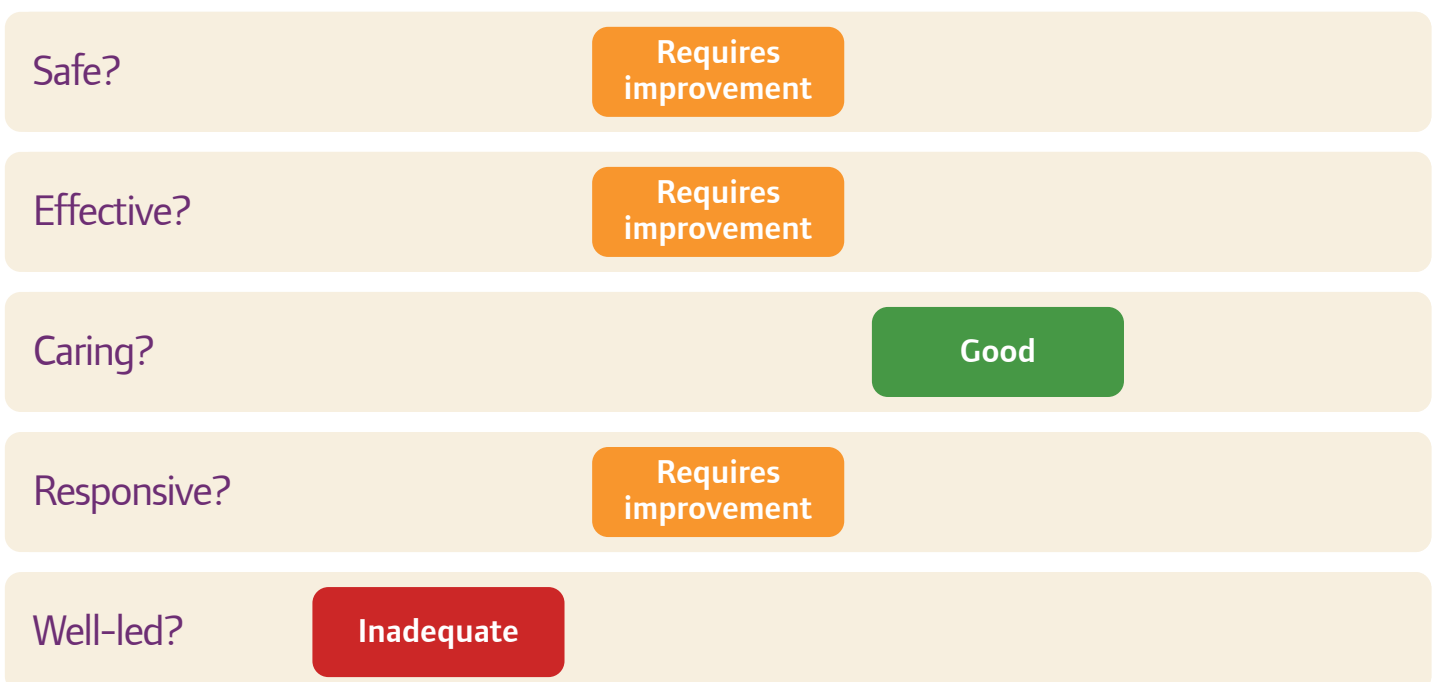 Safe?
Requires
improvement
Effective?
Requires
improvement
Caring?
Good
Responsive?
Requires
improvement
Well-led?
Inadequate